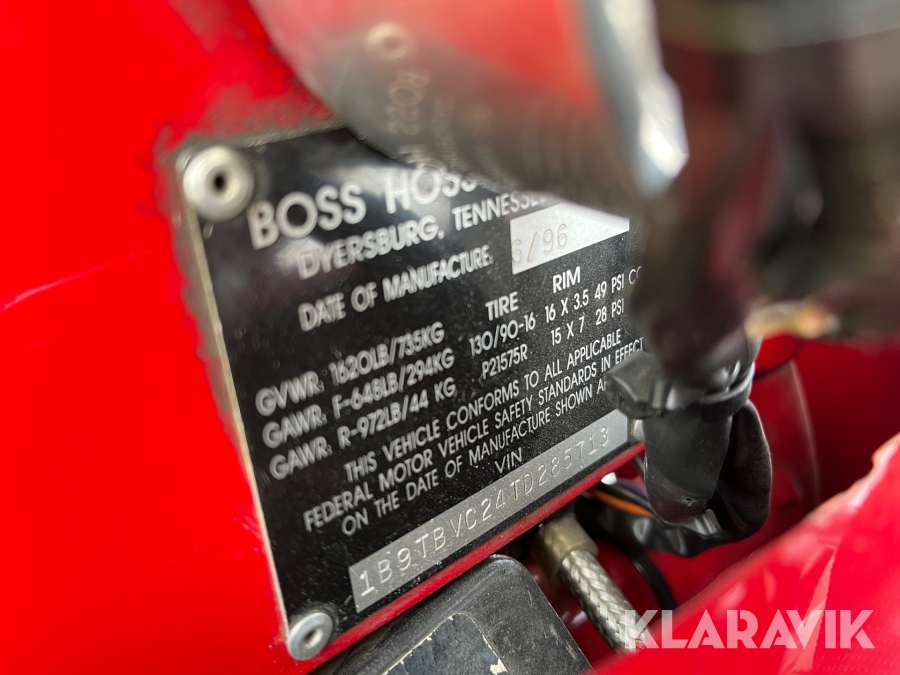 BOSS HOSS
DYERSBURG, TENNESSEE
DATE OF MANUFACTURE: 6/96
TIRE RIM
GVWR: 1620LB/735KG
GAWR: F-648LB/294KG 130/90-16 16 X 3.5 49 PSI
GAWR: R-972LB/44 KG P21575R 15 X 7 28 PSI
THIS VEHICLE CONFORMS TO ALL APPLICABLE
FEDERAL MOTOR VEHICLE SAFETY STANDARDS IN EFFECT
ON THE DATE OF MANUFACTURE SHOWN
VIN
1B9TBVC24TD285713
KLARAVIK